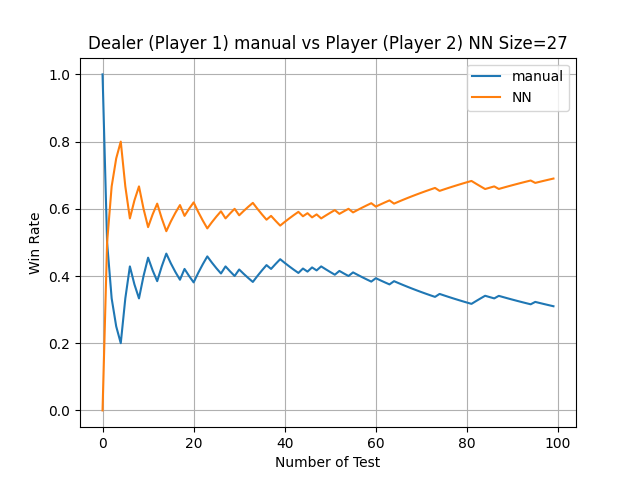 Dealer (Player 1) manual vs Player (Player 2) NN Size=27
manual
NN
Win Rate
1.0
0.8
0.6
0.4
0.2
0.0
0 20 40 60 80 100
Number of Test